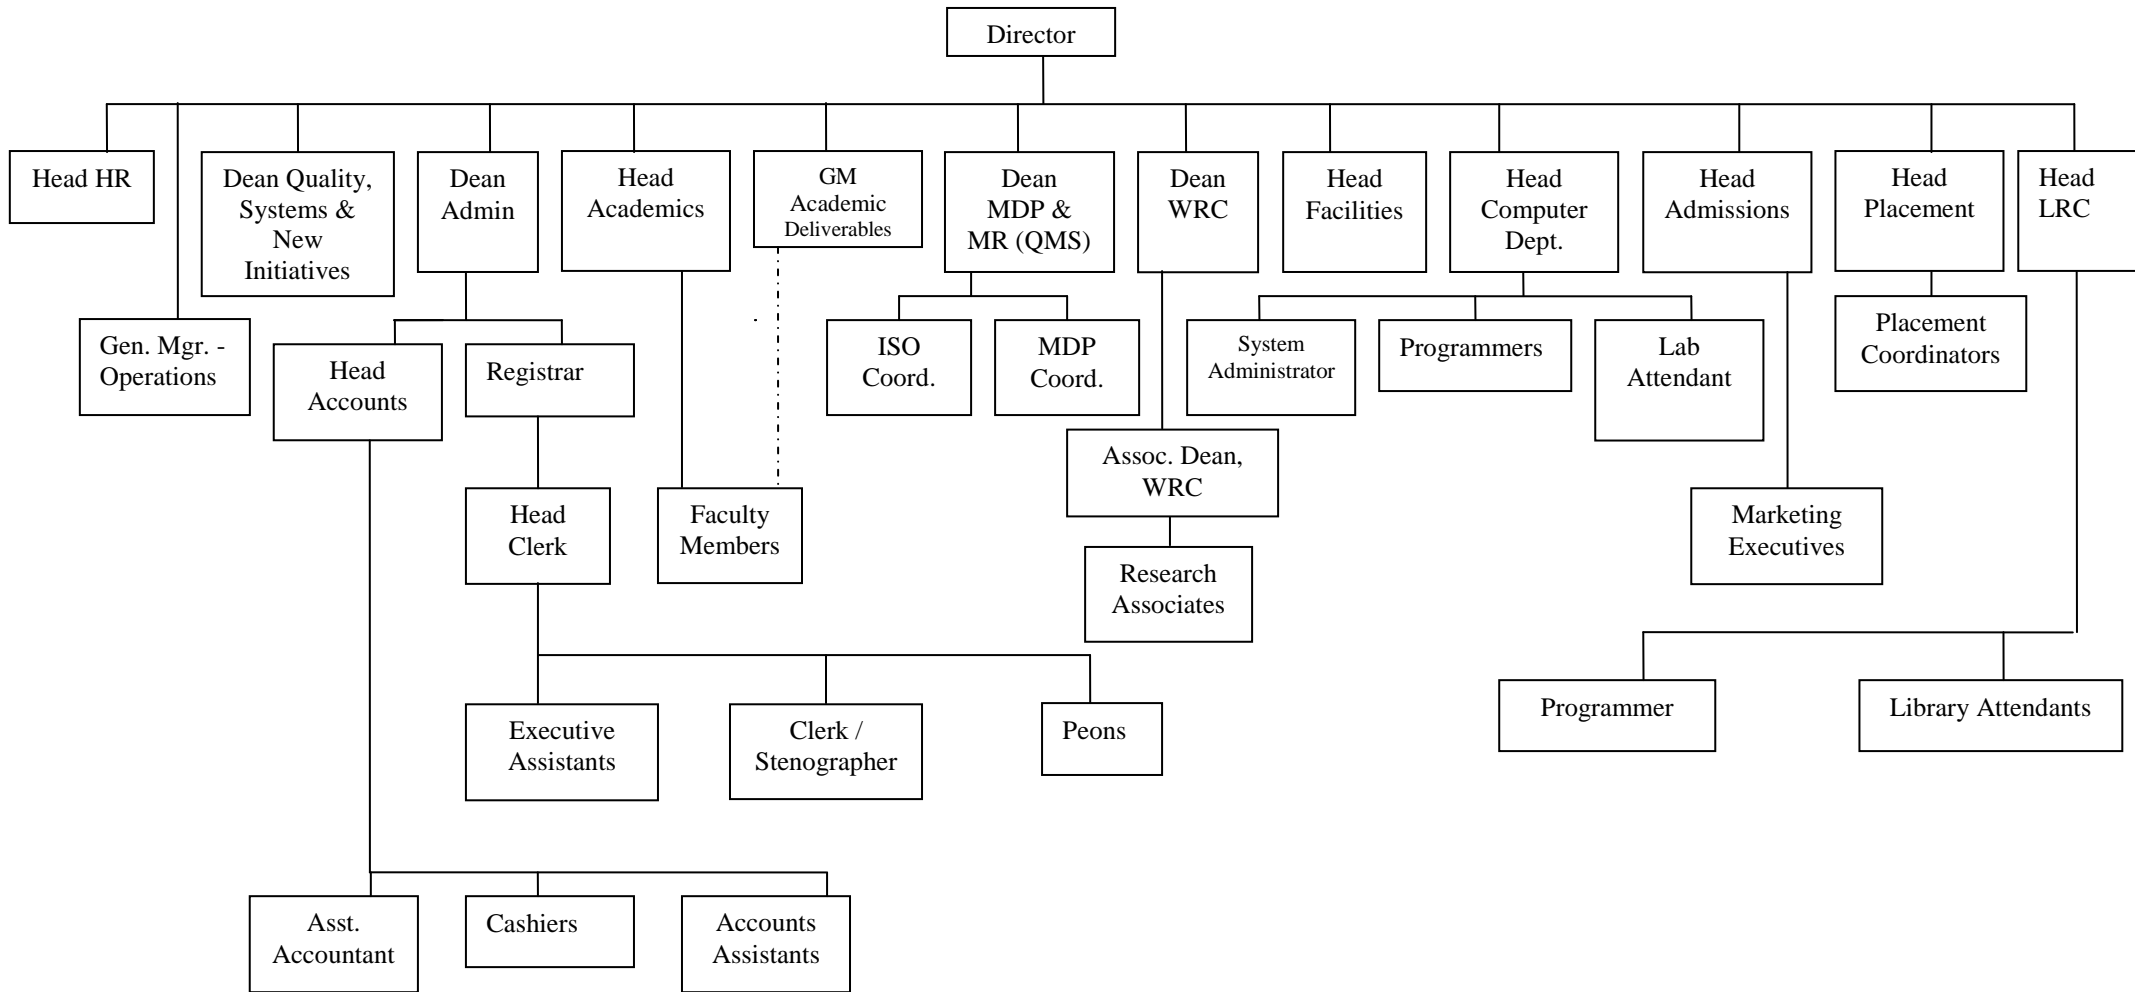 Director
Head HR
Dean Quality,
Systems &
New
Initiatives
Dean
Admin
Head
Academics
GM
Academic
Deliverables
Dean
MDP &
MR (QMS)
Dean
WRC
Head
Facilities
Head
Computer
Dept.
Head
Admissions
Head
Placement
Head
LRC
Gen. Mgr. -
Operations
Head
Accounts
Registrar
ISO
Coord.
MDP
Coord.
System
Administrator
Programmers
Lab
Attendant
Placement
Coordinators
Assoc. Dean,
WRC
Head
Clerk
Faculty
Members
Marketing
Executives
Research
Associates
Executive
Assistants
Clerk /
Stenographer
Peons
Programmer
Library Attendants
Asst.
Accountant
Cashiers
Accounts
Assistants